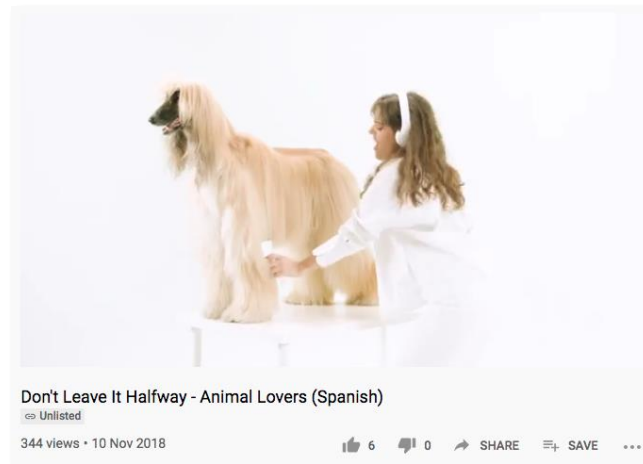 Don't Leave It Halfway - Animal Lovers (Spanish)
Unlisted
344 views • 10 Nov 2018 6 0 SHARE SAVE